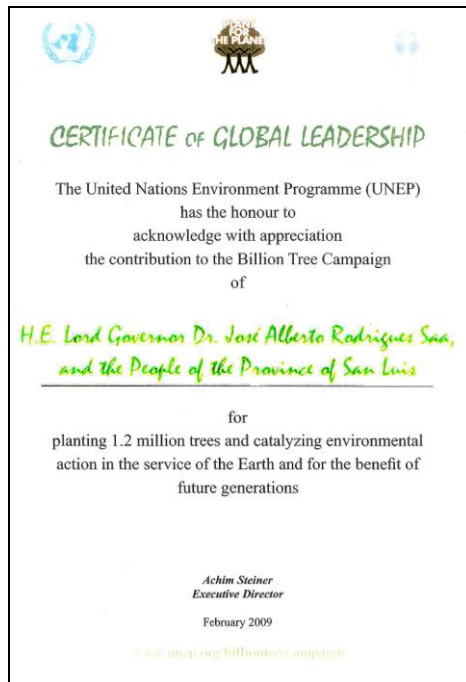 PLANT
FOR
THE PLANET
CERTIFICATE OF GLOBAL LEADERSHIP
The United Nations Environment Programme (UNEP)
has the honour to
acknowledge with appreciation
the contribution to the Billion Tree Campaign
of
H.E. Lord Governor Dr. José Alberto Rodrigues Saa,
and the People of the Province of San Luis
for
planting 1.2 million trees and catalyzing environmental
action in the service of the Earth and for the benefit of
future generations
Achim Steiner
Executive Director
February 2009
www.unep.org/billiontreecampaign